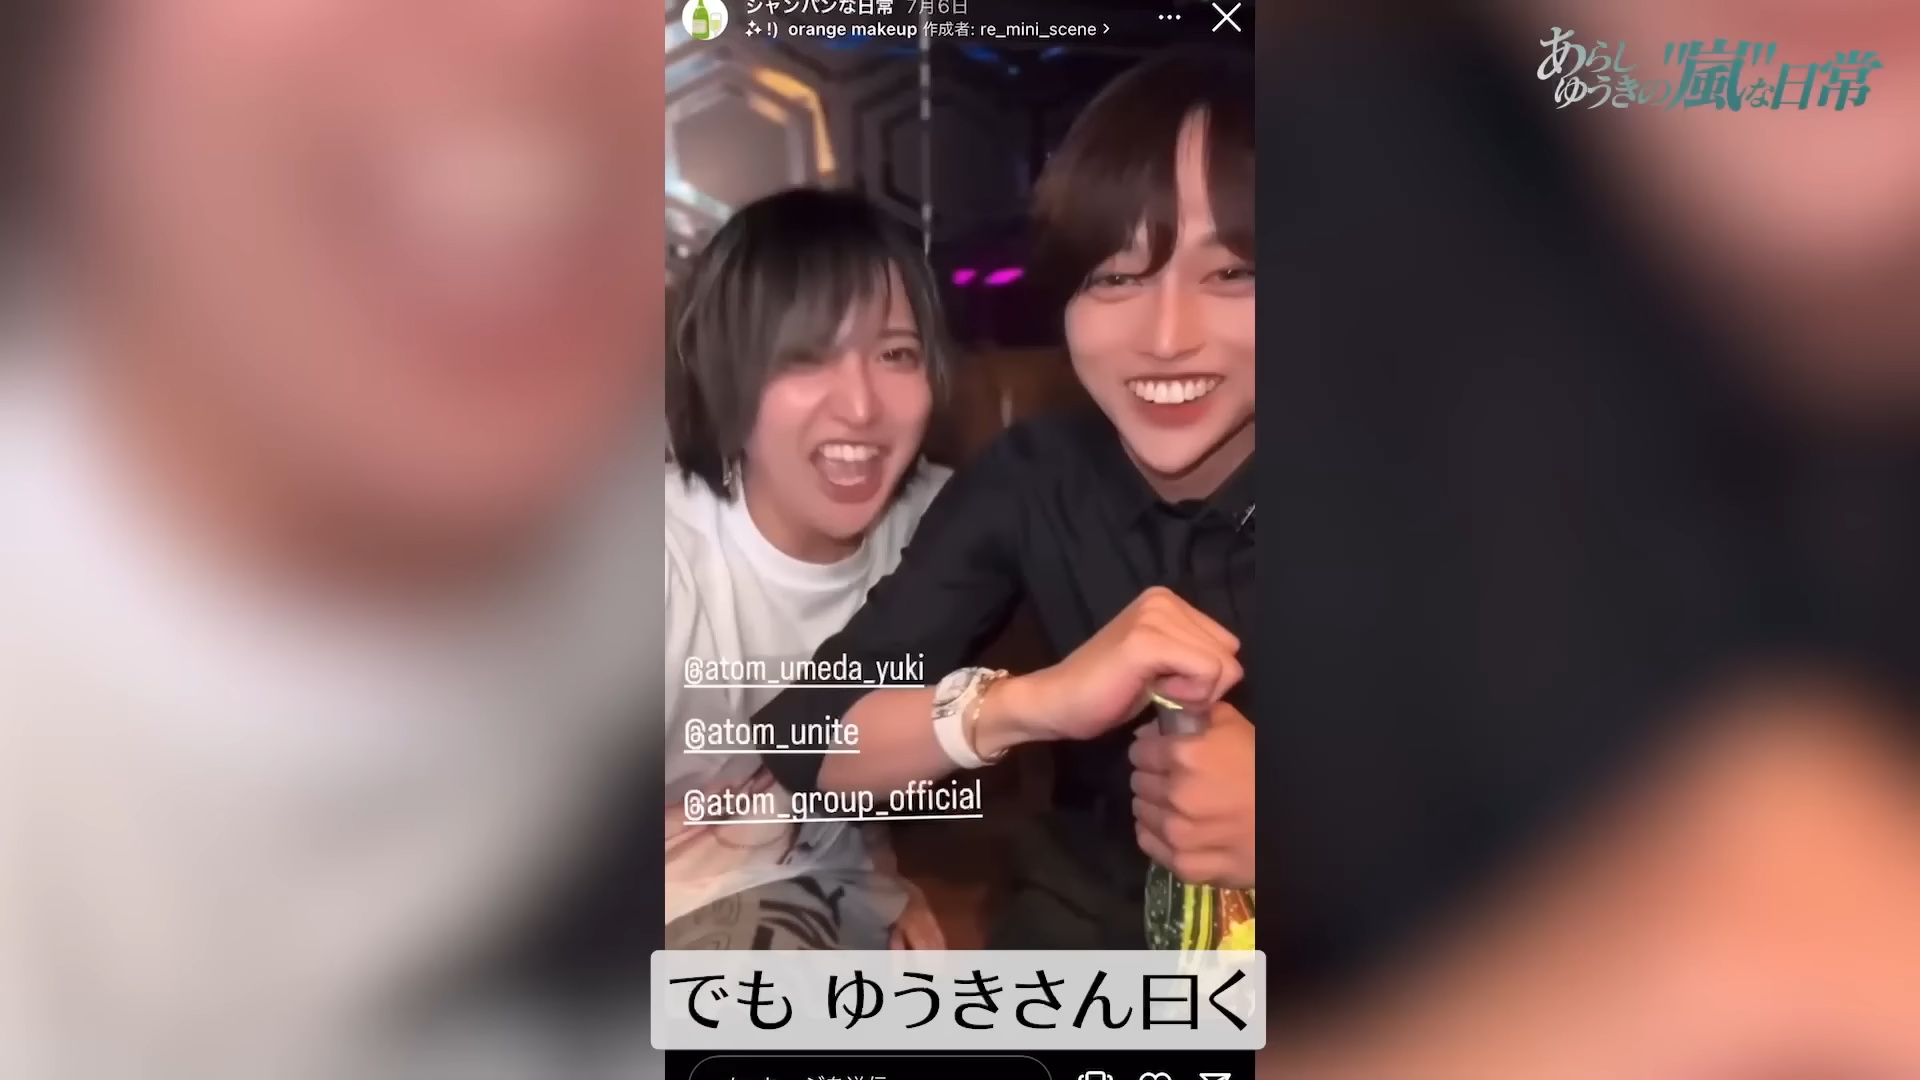 シャンパンな日常 7月6日
!) orange makeup 作成者: re_mini_scene >
あらし
ゆうきの"嵐"な日常
@atom_umeda_yuki
@atom_unite
@atom_group_official
でも ゆうきさん曰く